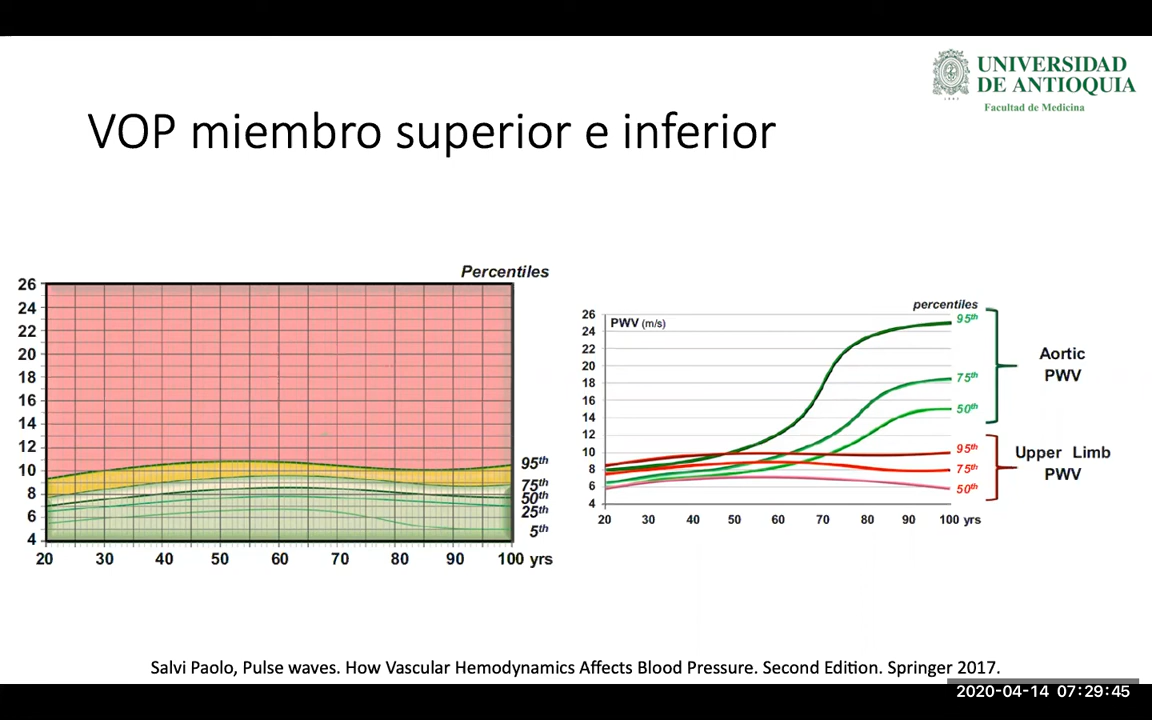 UNIVERSIDAD
DE ANTIOQUIA
1803
Facultad de Medicina
VOP miembro superior e inferior
Percentiles
26
24
22
20
18
16
14
12
10
8
6
4
95th
75th
50th
25th
5th
20 30 40 50 60 70 80 90 100 yrs
percentiles
PWV (m/s)
26
24
22
20
18
16
14
12
10
8
6
4
95th
75th
50th
95th
75th
50th
20 30 40 50 60 70 80 90 100 yrs
Aortic
PWV
Upper Limb
PWV
Salvi Paolo, Pulse waves. How Vascular Hemodynamics Affects Blood Pressure. Second Edition. Springer 2017.
2020-04-14 07:29:45